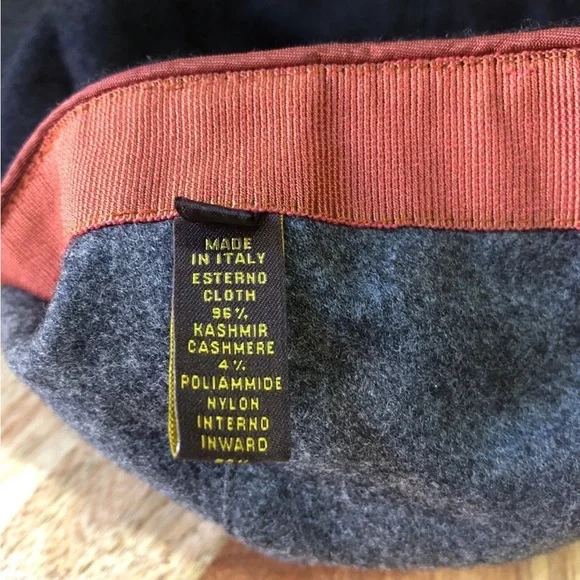 MADE
IN ITALY
ESTERNO
CLOTH
96%
KASHMIR
CASHMERE
4%
POLIAMMIDE
NYLON
INTERNO
INWARD